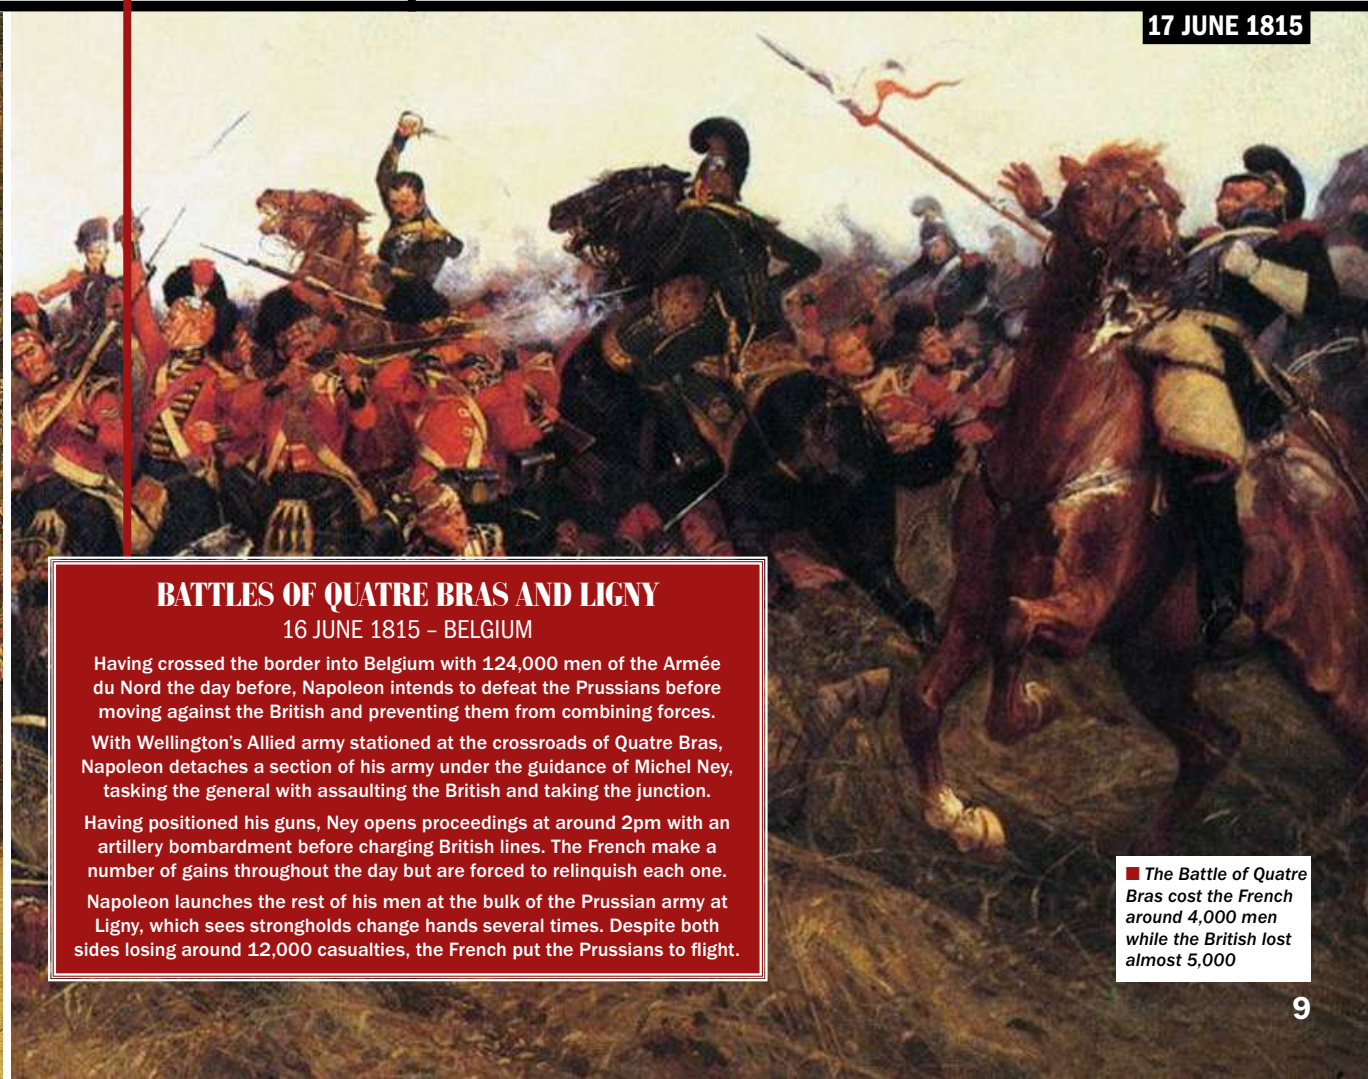 17 JUNE 1815
BATTLES OF QUATRE BRAS AND LIGNY
16 JUNE 1815 – BELGIUM
Having crossed the border into Belgium with 124,000 men of the Armée
du Nord the day before, Napoleon intends to defeat the Prussians before
moving against the British and preventing them from combining forces.
With Wellington’s Allied army stationed at the crossroads of Quatre Bras,
Napoleon detaches a section of his army under the guidance of Michel Ney,
tasking the general with assaulting the British and taking the junction.
Having positioned his guns, Ney opens proceedings at around 2pm with an
artillery bombardment before charging British lines. The French make a
number of gains throughout the day but are forced to relinquish each one.
Napoleon launches the rest of his men at the bulk of the Prussian army at
Ligny, which sees strongholds change hands several times. Despite both
sides losing around 12,000 casualties, the French put the Prussians to flight.
The Battle of Quatre
Bras cost the French
around 4,000 men
while the British lost
almost 5,000
9